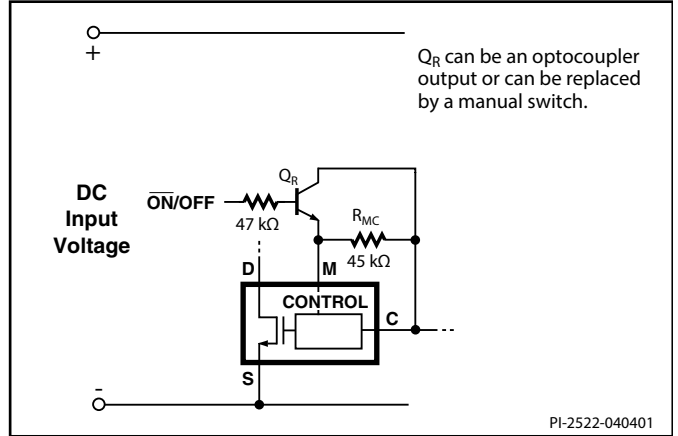 +
Q_R can be an optocoupler
output or can be replaced
by a manual switch.
Q_R
DC
Input
Voltage
ON/OFF
47 kΩ
R_MC
45 kΩ
D
M
CONTROL
C
S
-
PI-2522-040401